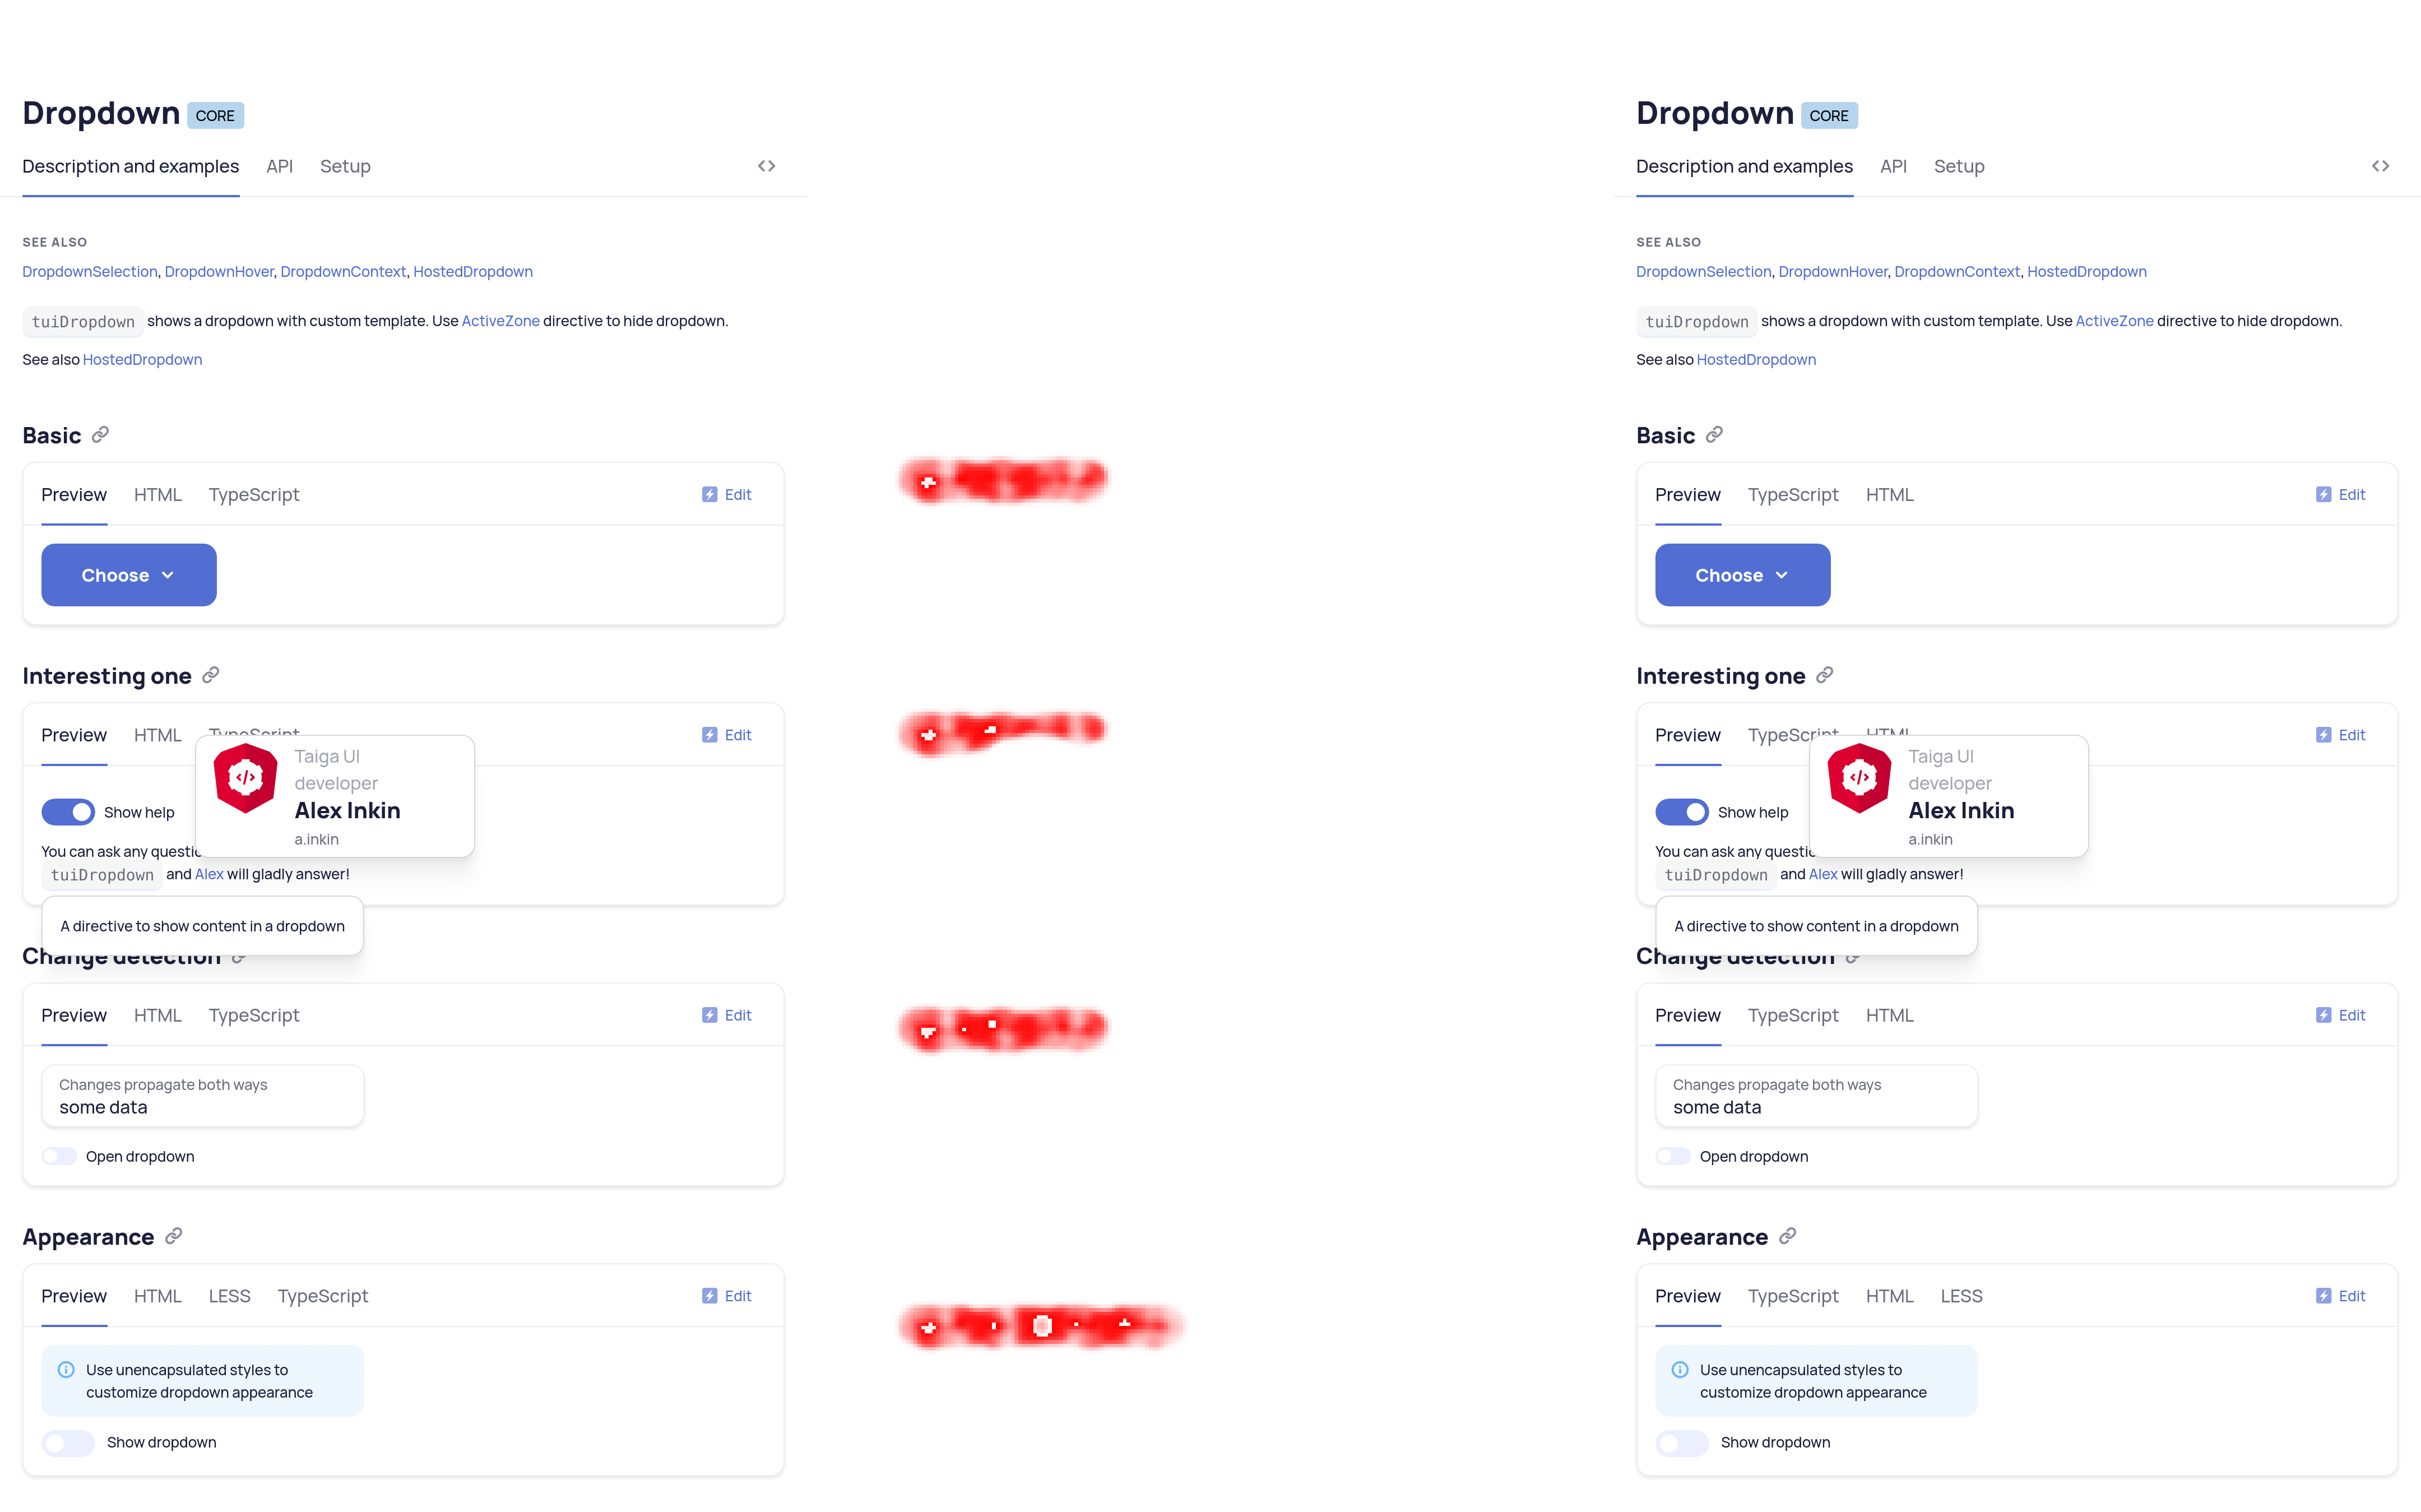 Dropdown CORE
Description and examples API Setup
SEE ALSO
DropdownSelection, DropdownHover, DropdownContext, HostedDropdown
tuiDropdown shows a dropdown with custom template. Use ActiveZone directive to hide dropdown.
See also HostedDropdown
Basic
Preview HTML TypeScript Edit
Choose
Interesting one
Preview HTML TypeScript Edit
Taiga UI
developer
Alex Inkin
a.inkin
Show help
You can ask any questio
tuiDropdown and Alex will gladly answer!
A directive to show content in a dropdown
Change detection
Preview HTML TypeScript Edit
Changes propagate both ways
some data
Open dropdown
Appearance
Preview HTML LESS TypeScript Edit
Use unencapsulated styles to
customize dropdown appearance
Show dropdown
Dropdown CORE
Description and examples API Setup
SEE ALSO
DropdownSelection, DropdownHover, DropdownContext, HostedDropdown
tuiDropdown shows a dropdown with custom template. Use ActiveZone directive to hide dropdown.
See also HostedDropdown
Basic
Preview TypeScript HTML Edit
Choose
Interesting one
Preview TypeScript HTML Edit
Taiga UI
developer
Alex Inkin
a.inkin
Show help
You can ask any questio
tuiDropdown and Alex will gladly answer!
A directive to show content in a dropdown
Change detection
Preview TypeScript HTML Edit
Changes propagate both ways
some data
Open dropdown
Appearance
Preview TypeScript HTML LESS Edit
Use unencapsulated styles to
customize dropdown appearance
Show dropdown